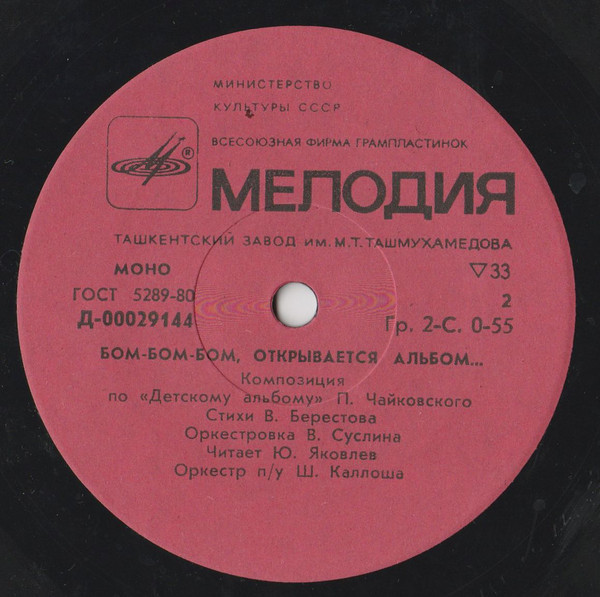 МИНИСТЕРСТВО
КУЛЬТУРЫ СССР
ВСЕСОЮЗНАЯ ФИРМА ГРАМПЛАСТИНОК
®
МЕЛОДИЯ
ТАШКЕНТСКИЙ ЗАВОД ИМ. М.Т. ТАШМУХАМЕДОВА
МОНО ▽33
ГОСТ 5289-80 2
Д-00029144 Гр. 2-С. 0-55
БОМ-БОМ-БОМ, ОТКРЫВАЕТСЯ АЛЬБОМ...
Композиция
по «Детскому альбому» П. Чайковского
Стихи В. Берестова
Оркестровка В. Суслина
Читает Ю. Яковлев
Оркестр п/у Ш. Каллоша